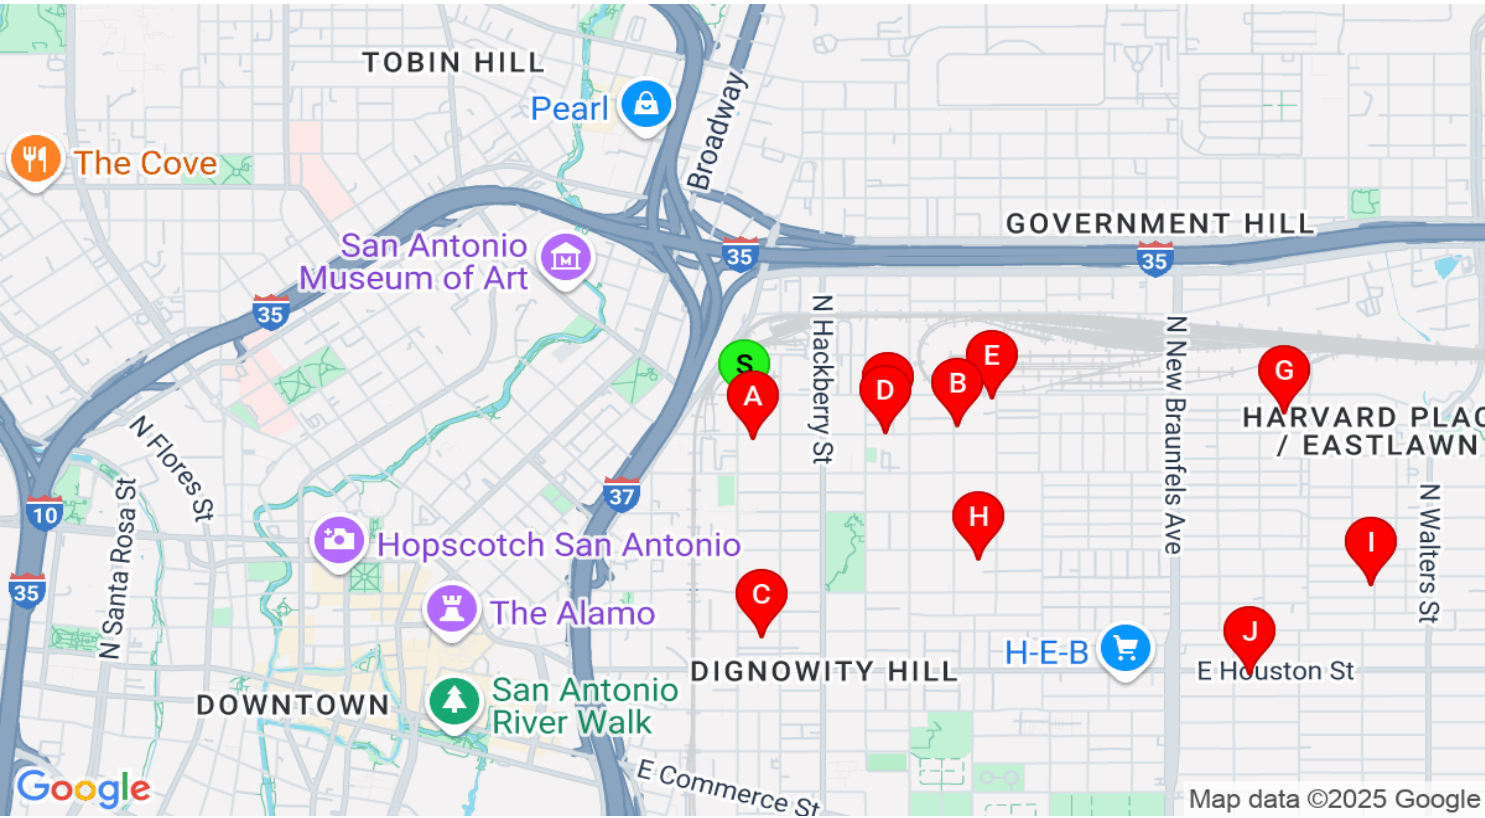 TOBIN HILL
Pearl
Broadway
The Cove
GOVERNMENT HILL
San Antonio
Museum of Art
35
35
35
N Hackberry St
N New Braunfels Ave
S
A
D
B
E
G
HARVARD PLAC
/ EASTLAWN
N Flores St
37
10
N Santa Rosa St
H
N Walters St
Hopscotch San Antonio
I
35
C
The Alamo
J
H-E-B
DIGNOWITY HILL
E Houston St
San Antonio
River Walk
DOWNTOWN
E Commerce St
Google
Map data ©2025 Google